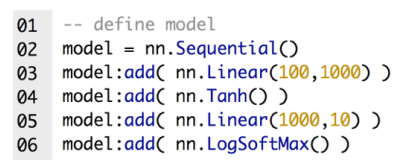 01 -- define model
02 model = nn.Sequential()
03 model:add( nn.Linear(100,1000) )
04 model:add( nn.Tanh() )
05 model:add( nn.Linear(1000,10) )
06 model:add( nn.LogSoftMax() )